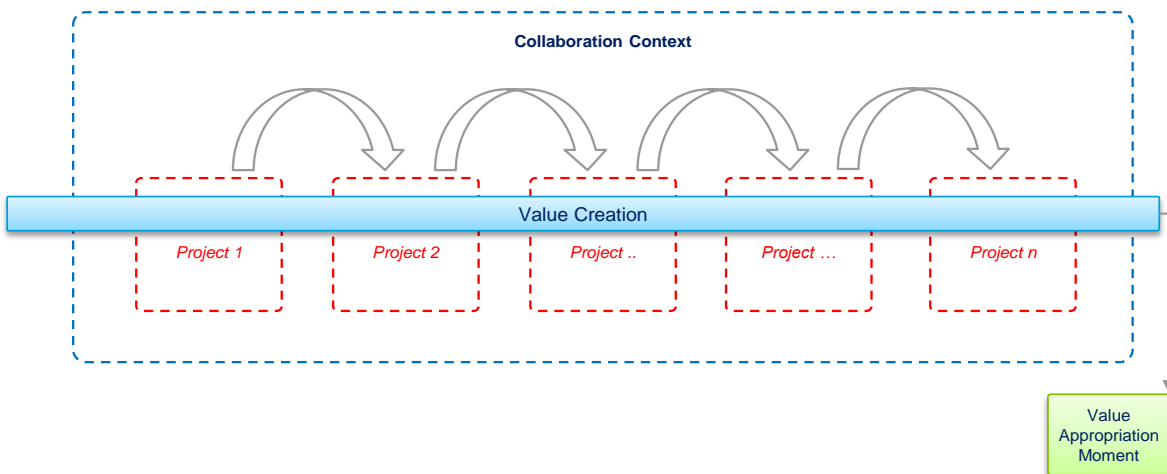 Collaboration Context
Value Creation
Project 1
Project 2
Project ..
Project …
Project n
Value
Appropriation
Moment